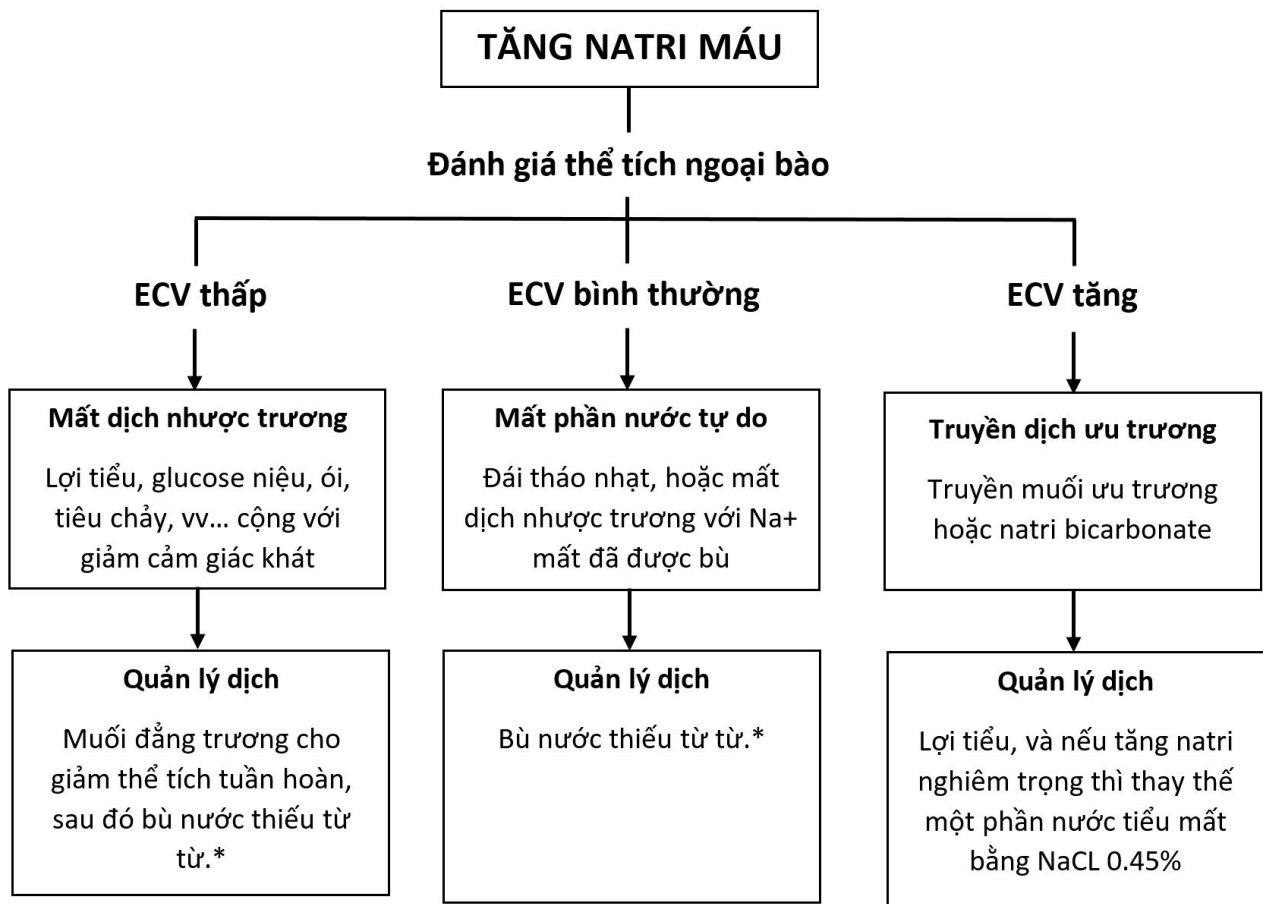 TĂNG NATRI MÁU
Đánh giá thể tích ngoại bào
ECV thấp
ECV bình thường
ECV tăng
Mất dịch nhược trương
Lợi tiểu, glucose niệu, ói,
tiêu chảy, vv... cộng với
giảm cảm giác khát
Mất phần nước tự do
Đái tháo nhạt, hoặc mất
dịch nhược trương với Na+
mất đã được bù
Truyền dịch ưu trương
Truyền muối ưu trương
hoặc natri bicarbonate
Quản lý dịch
Muối đẳng trương cho
giảm thể tích tuần hoàn,
sau đó bù nước thiếu từ
từ.*
Quản lý dịch
Bù nước thiếu từ từ.*
Quản lý dịch
Lợi tiểu, và nếu tăng natri
nghiêm trọng thì thay thế
một phần nước tiểu mất
bằng NaCL 0.45%